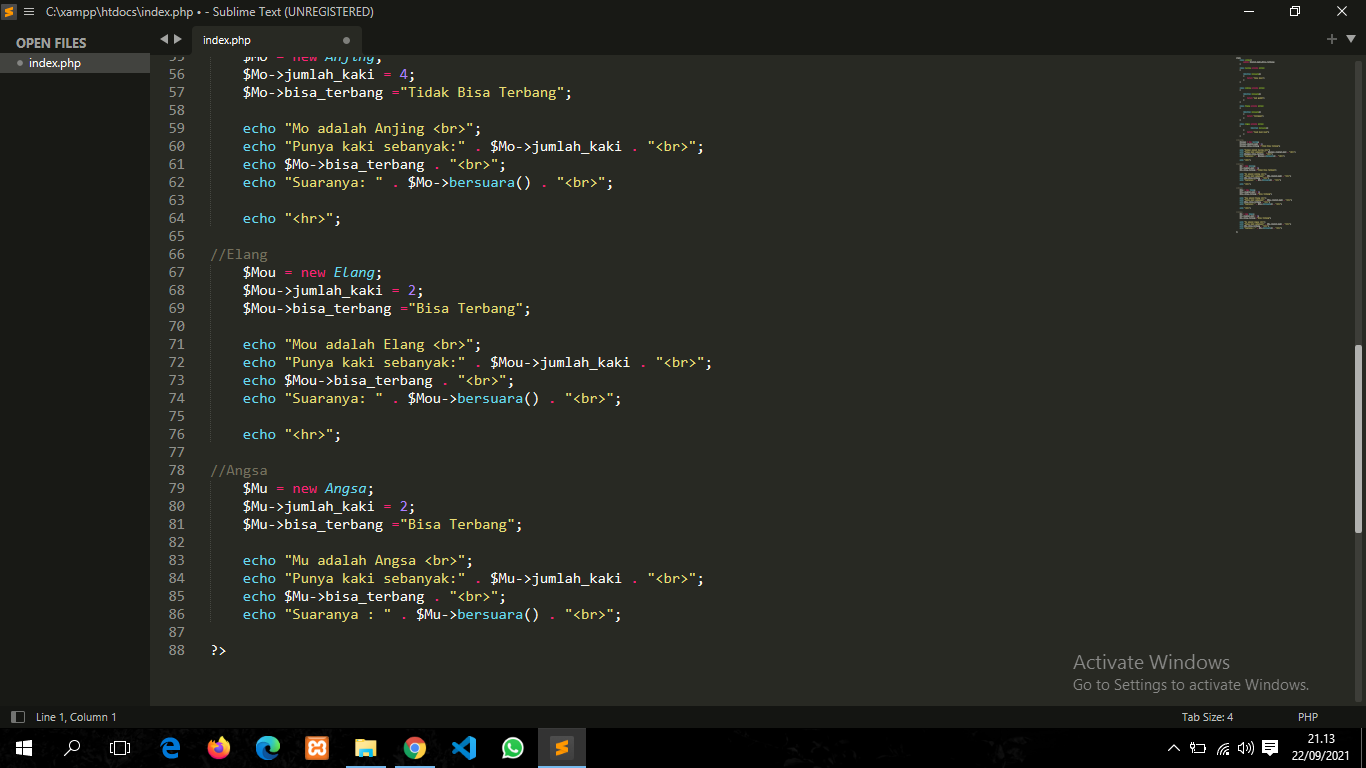 C:\xampp\htdocs\index.php • - Sublime Text (UNREGISTERED)
OPEN FILES
index.php
index.php
55 $Mo = new Anjing;
56 $Mo->jumlah_kaki = 4;
57 $Mo->bisa_terbang ="Tidak Bisa Terbang";
58
59 echo "Mo adalah Anjing <br>";
60 echo "Punya kaki sebanyak:" . $Mo->jumlah_kaki . "<br>";
61 echo $Mo->bisa_terbang . "<br>";
62 echo "Suaranya: " . $Mo->bersuara() . "<br>";
63
64 echo "<hr>";
65
66 //Elang
67 $Mou = new Elang;
68 $Mou->jumlah_kaki = 2;
69 $Mou->bisa_terbang ="Bisa Terbang";
70
71 echo "Mou adalah Elang <br>";
72 echo "Punya kaki sebanyak:" . $Mou->jumlah_kaki . "<br>";
73 echo $Mou->bisa_terbang . "<br>";
74 echo "Suaranya: " . $Mou->bersuara() . "<br>";
75
76 echo "<hr>";
77
78 //Angsa
79 $Mu = new Angsa;
80 $Mu->jumlah_kaki = 2;
81 $Mu->bisa_terbang ="Bisa Terbang";
82
83 echo "Mu adalah Angsa <br>";
84 echo "Punya kaki sebanyak:" . $Mu->jumlah_kaki . "<br>";
85 echo $Mu->bisa_terbang . "<br>";
86 echo "Suaranya : " . $Mu->bersuara() . "<br>";
87
88 ?>
Activate Windows
Go to Settings to activate Windows.
Line 1, Column 1
Tab Size: 4
PHP
21.13
22/09/2021